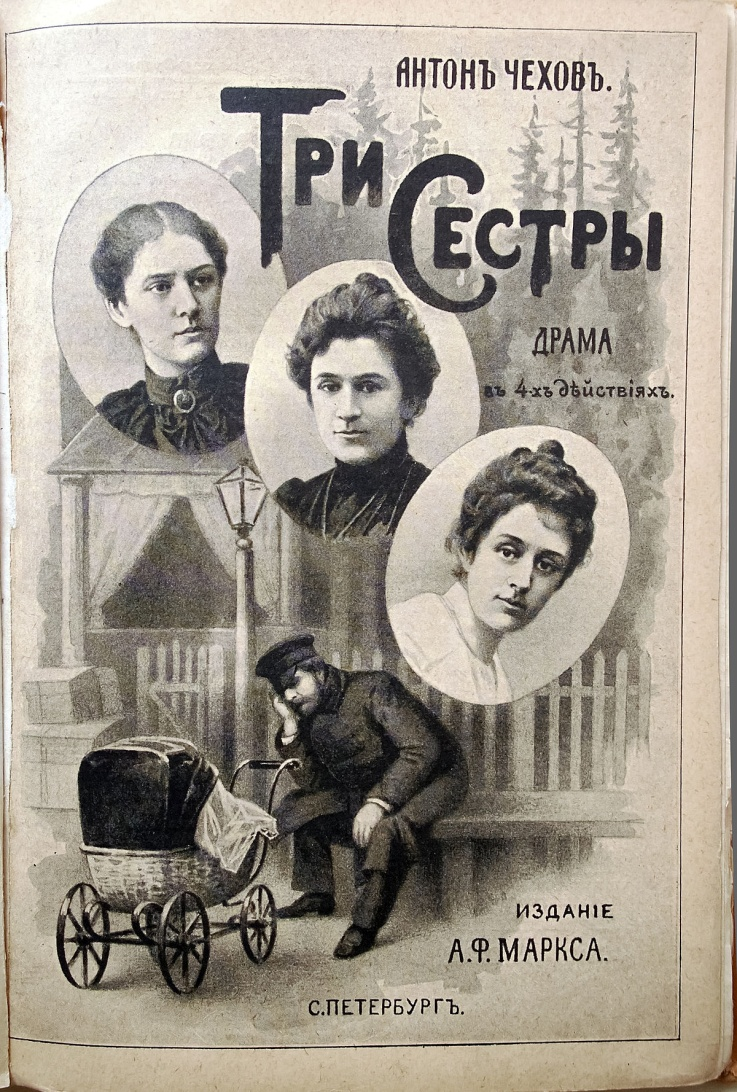 АНТОНЪ ЧЕХОВЪ.
ТРИ
СЕСТРЫ
ДРАМА
въ 4-хъ дѣйствіяхъ.
ИЗДАНІЕ
А.Ф. МАРКСА.
С.ПЕТЕРБУРГЪ.